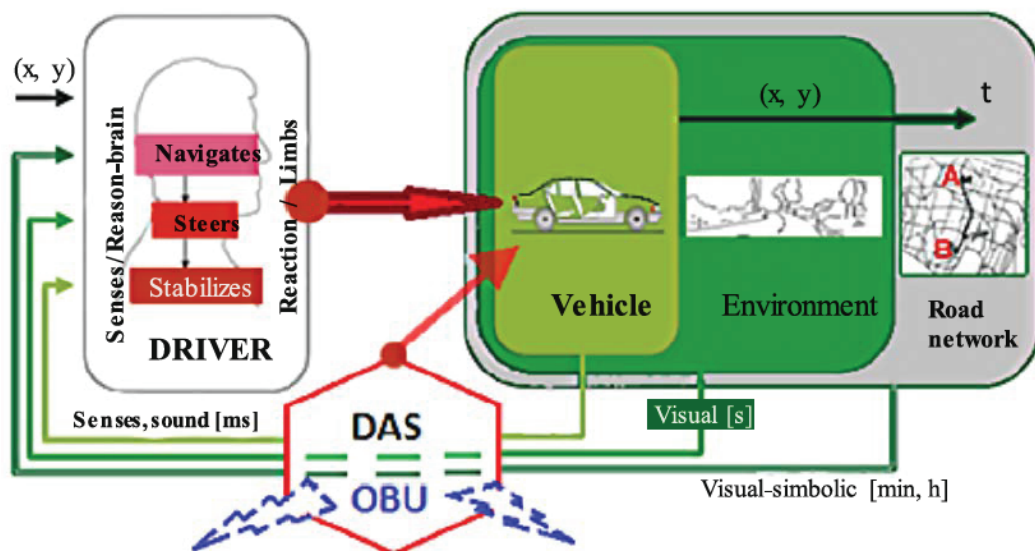 (x, y)
Senses/Reason-brain
Navigates
Steers
Stabilizes
Reaction / Limbs
DRIVER
(x, y)
t
A
B
Vehicle
Environment
Road
network
Senses, sound [ms]
Visual [s]
Visual-simbolic [min, h]
DAS
OBU